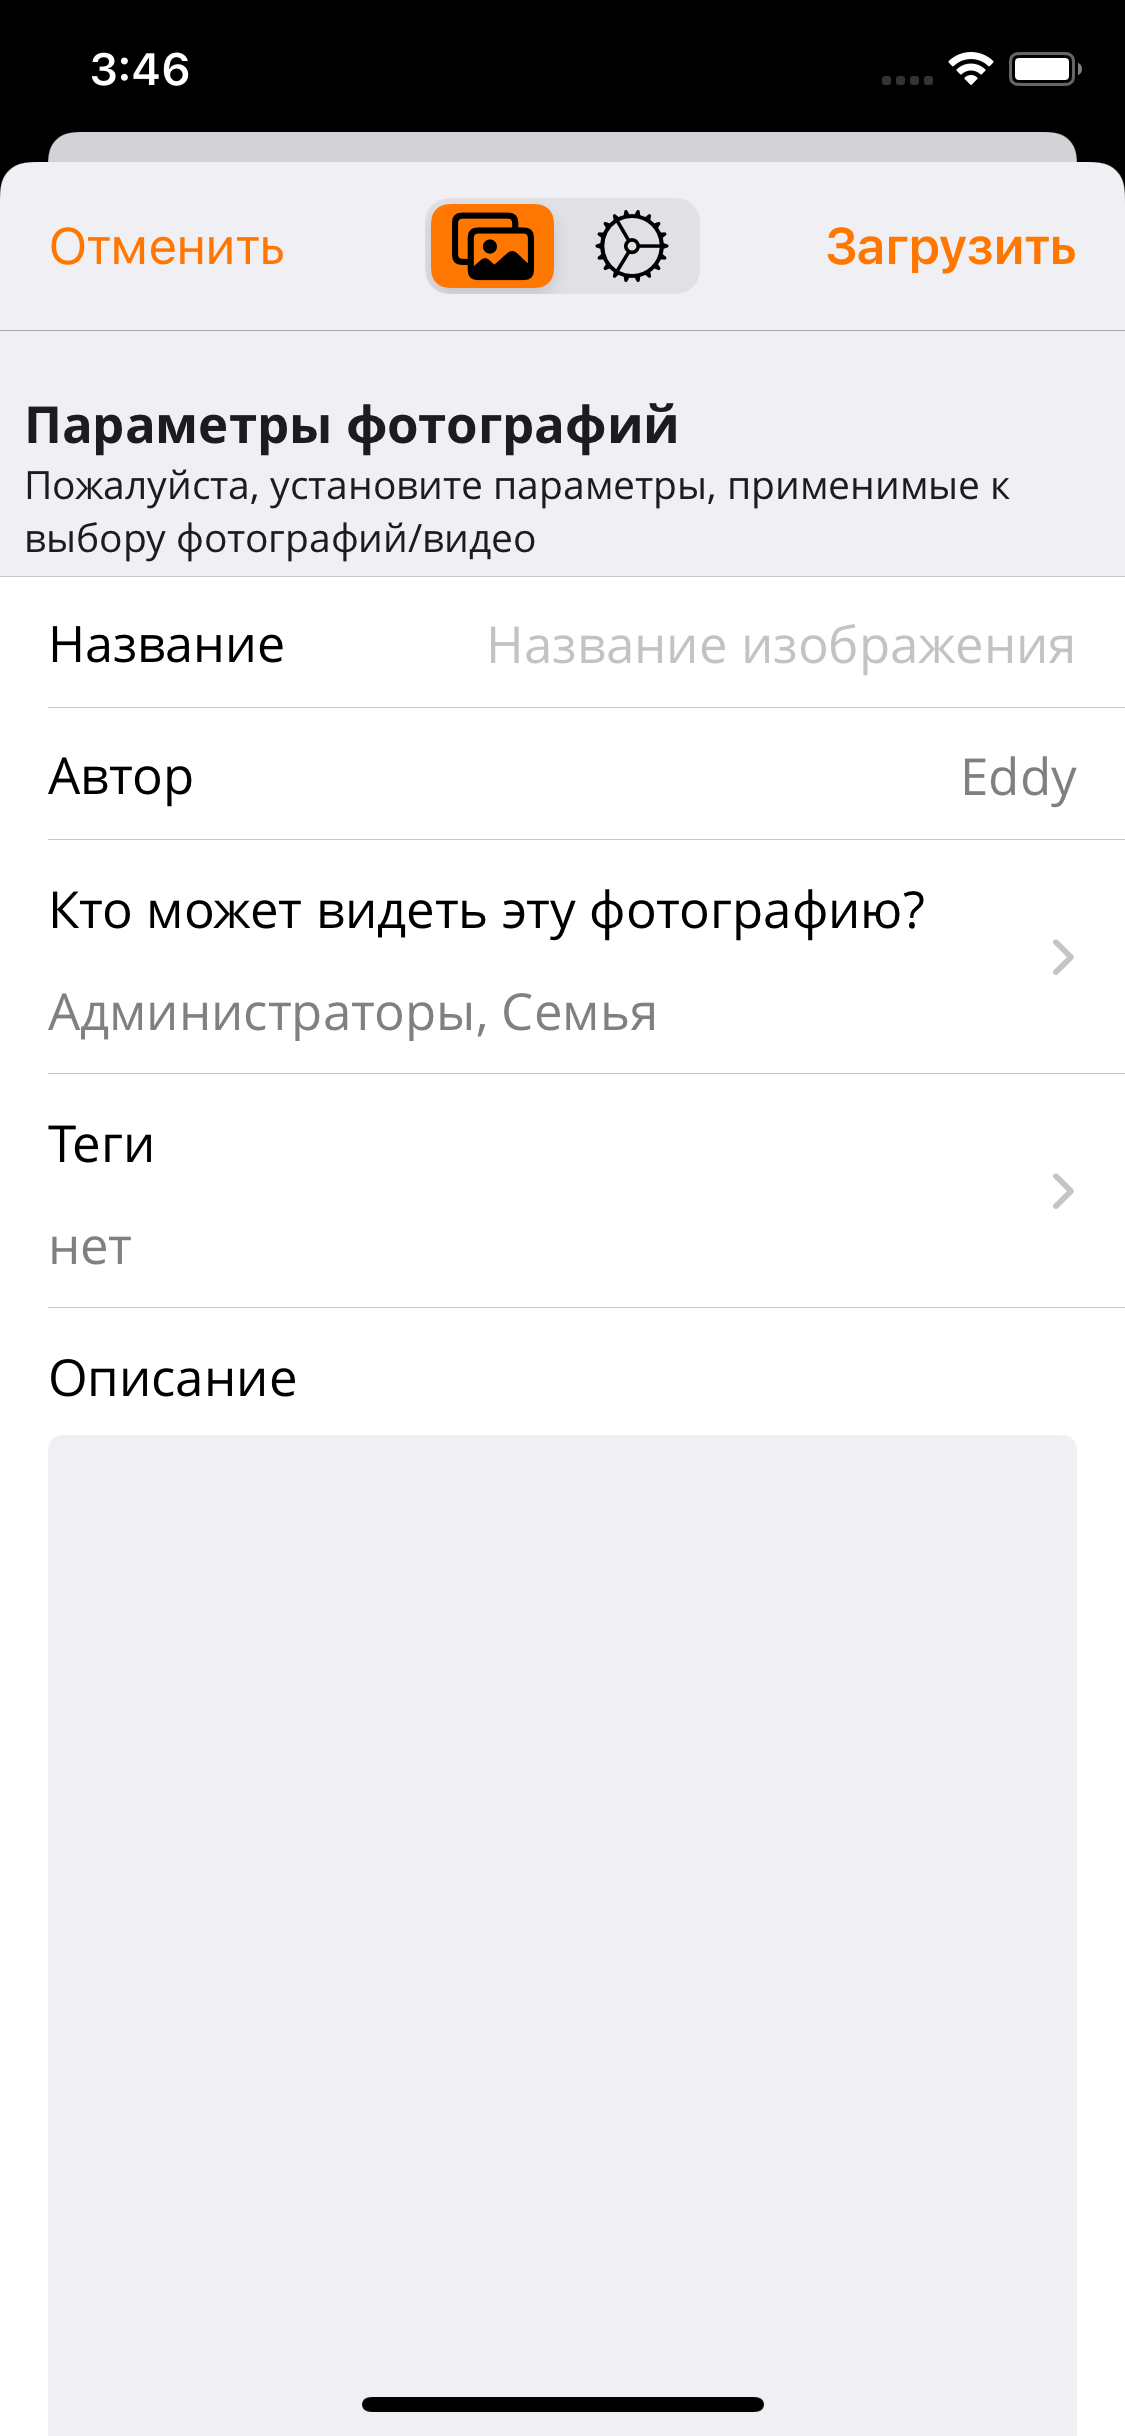 3:46
Отменить
Загрузить
Параметры фотографий
Пожалуйста, установите параметры, применимые к
выбору фотографий/видео
Название Название изображения
Автор Eddy
Кто может видеть эту фотографию?
Администраторы, Семья
Теги
нет
Описание